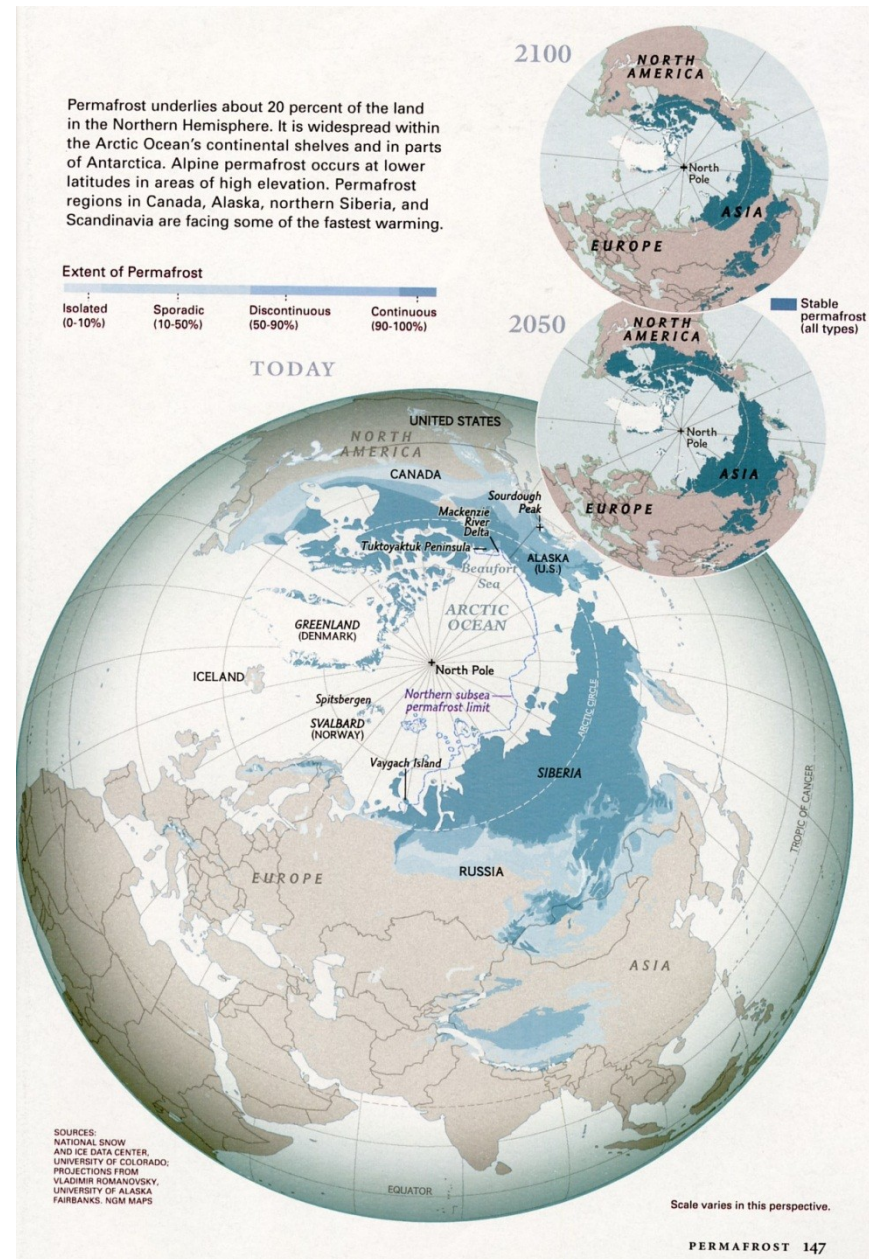 Permafrost underlies about 20 percent of the land
in the Northern Hemisphere. It is widespread within
the Arctic Ocean's continental shelves and in parts
of Antarctica. Alpine permafrost occurs at lower
latitudes in areas of high elevation. Permafrost
regions in Canada, Alaska, northern Siberia, and
Scandinavia are facing some of the fastest warming.
Extent of Permafrost
Isolated
(0-10%)
Sporadic
(10-50%)
Discontinuous
(50-90%)
Continuous
(90-100%)
2100
NORTH
AMERICA
North
Pole
ASIA
EUROPE
Stable
permafrost
(all types)
2050
NORTH
AMERICA
North
Pole
ASIA
EUROPE
TODAY
UNITED STATES
NORTH
AMERICA
CANADA
Sourdough
Peak
Mackenzie
River
Delta
Tuktoyaktuk Peninsula
ALASKA
(U.S.)
Beaufort
Sea
ARCTIC
OCEAN
GREENLAND
(DENMARK)
North Pole
ICELAND
Spitsbergen
Northern subsea
permafrost limit
SVALBARD
(NORWAY)
ARCTIC CIRCLE
Vaygach Island
SIBERIA
TROPIC OF CANCER
RUSSIA
EUROPE
ASIA
EQUATOR
SOURCES:
NATIONAL SNOW
AND ICE DATA CENTER,
UNIVERSITY OF COLORADO;
PROJECTIONS FROM
VLADIMIR ROMANOVSKY,
UNIVERSITY OF ALASKA
FAIRBANKS. NGM MAPS
Scale varies in this perspective.
PERMAFROST 147